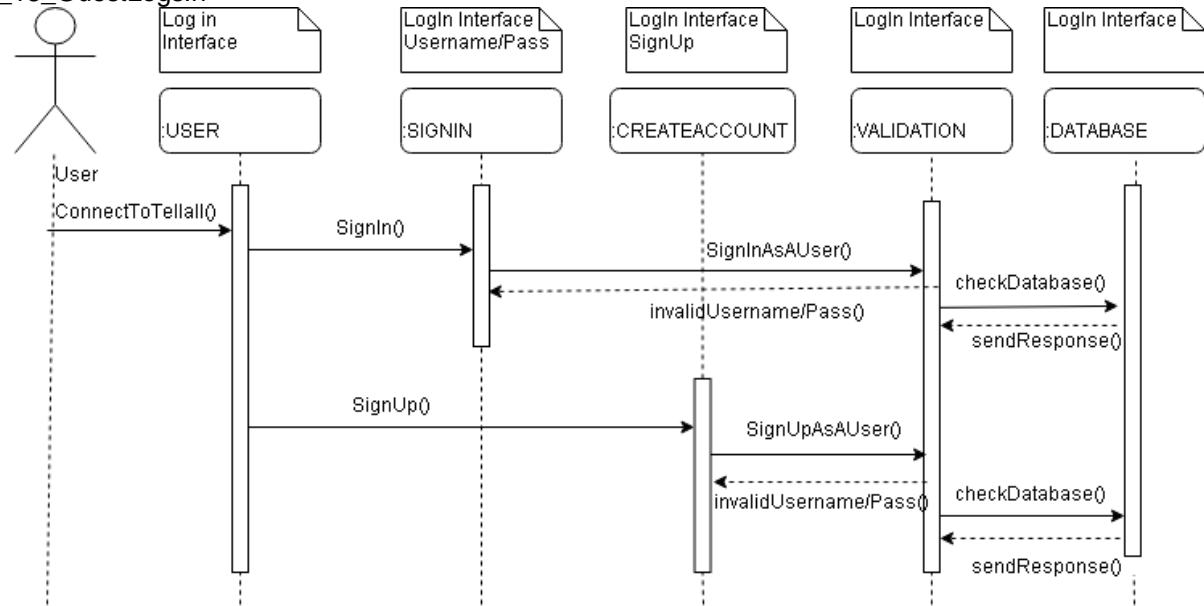 Log in
Interface
LogIn Interface
Username/Pass
LogIn Interface
SignUp
LogIn Interface
LogIn Interface
:USER
:SIGNIN
:CREATEACCOUNT
:VALIDATION
:DATABASE
User
ConnectToTellall()
SignIn()
SignInAsAUser()
checkDatabase()
invalidUsername/Pass()
sendResponse()
SignUp()
SignUpAsAUser()
checkDatabase()
invalidUsername/Pass()
sendResponse()